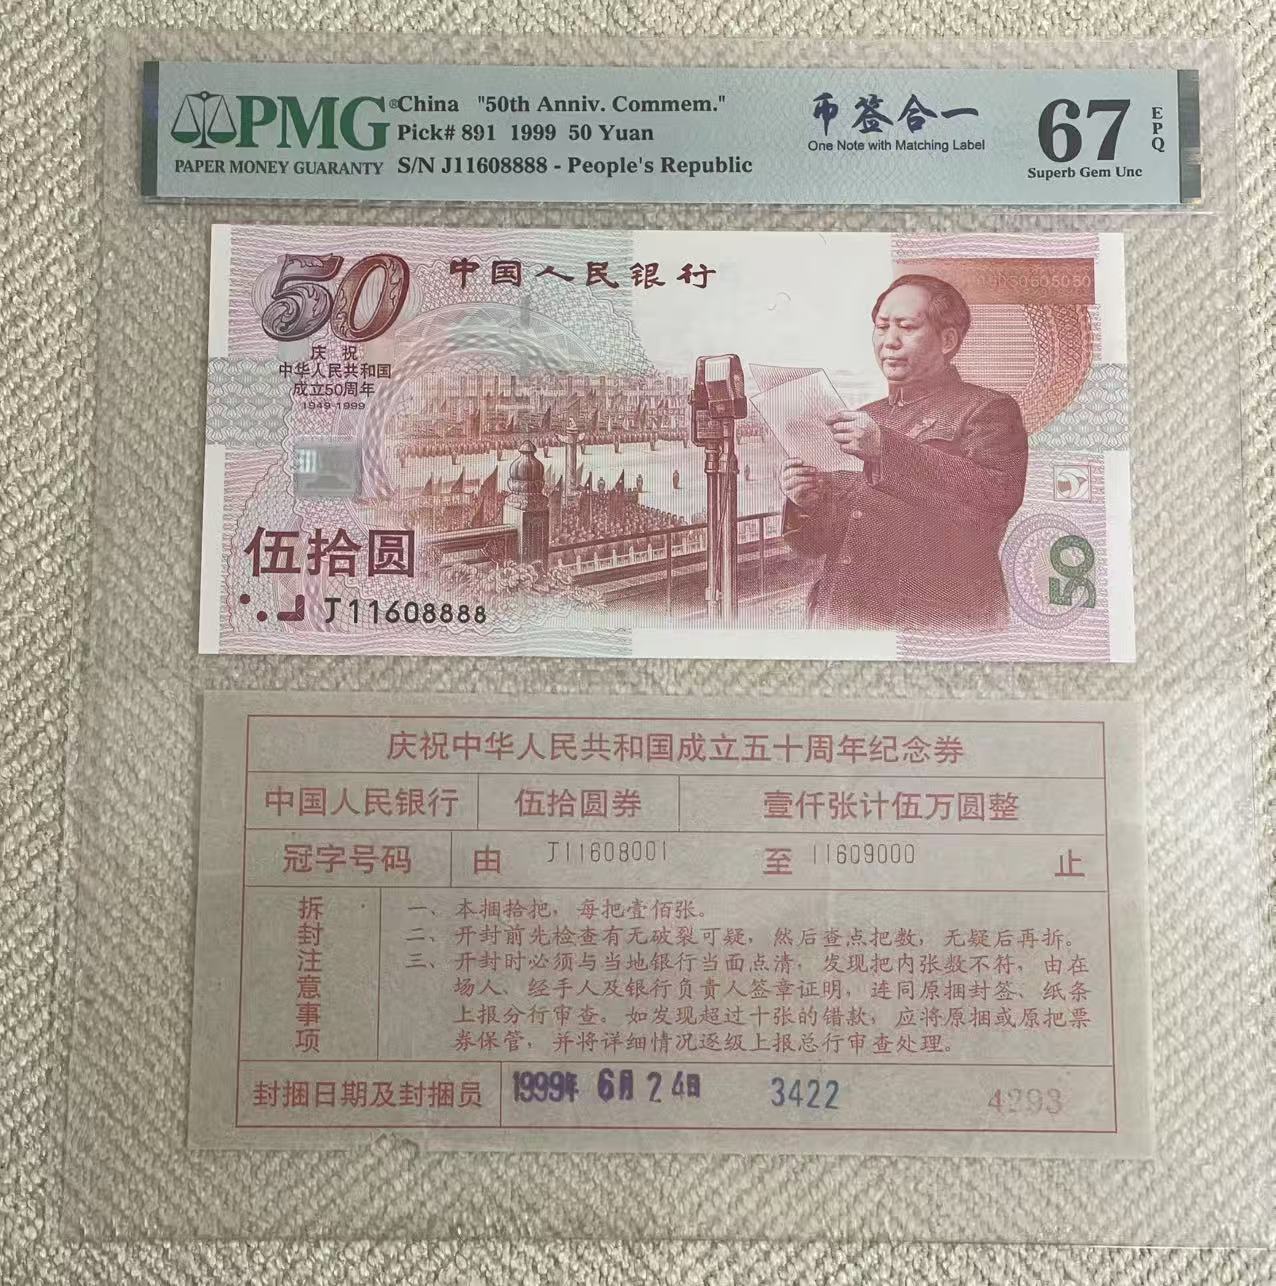 PMG®
PAPER MONEY GUARANTY
China "50th Anniv. Commem."
Pick# 891 1999 50 Yuan
S/N J11608888 - People's Republic
币签合一
One Note with Matching Label
67
EPQ
Superb Gem Unc
50
中国人民银行
庆祝
中华人民共和国
成立50周年
1949-1999
伍拾圆
J11608888
50
庆祝中华人民共和国成立五十周年纪念券
中国人民银行 伍拾圆券 壹仟张计伍万圆整
冠字号码 由 J11608001 至 11609000 止
拆封注意事项
一、本捆拾把，每把壹佰张。
二、开封前先检查有无破裂可疑，然后查点把数，无疑后再拆。
三、开封时必须与当地银行当面点清，发现把内张数不符，由在
场人、经手人及银行负责人签章证明，连同原捆封签、纸条
上报分行审查。如发现超过十张的错款，应将原捆或原把票
券保管，并将详细情况逐级上报总行审查处理。
封捆日期及封捆员 1999年 6月24日 3422 4293